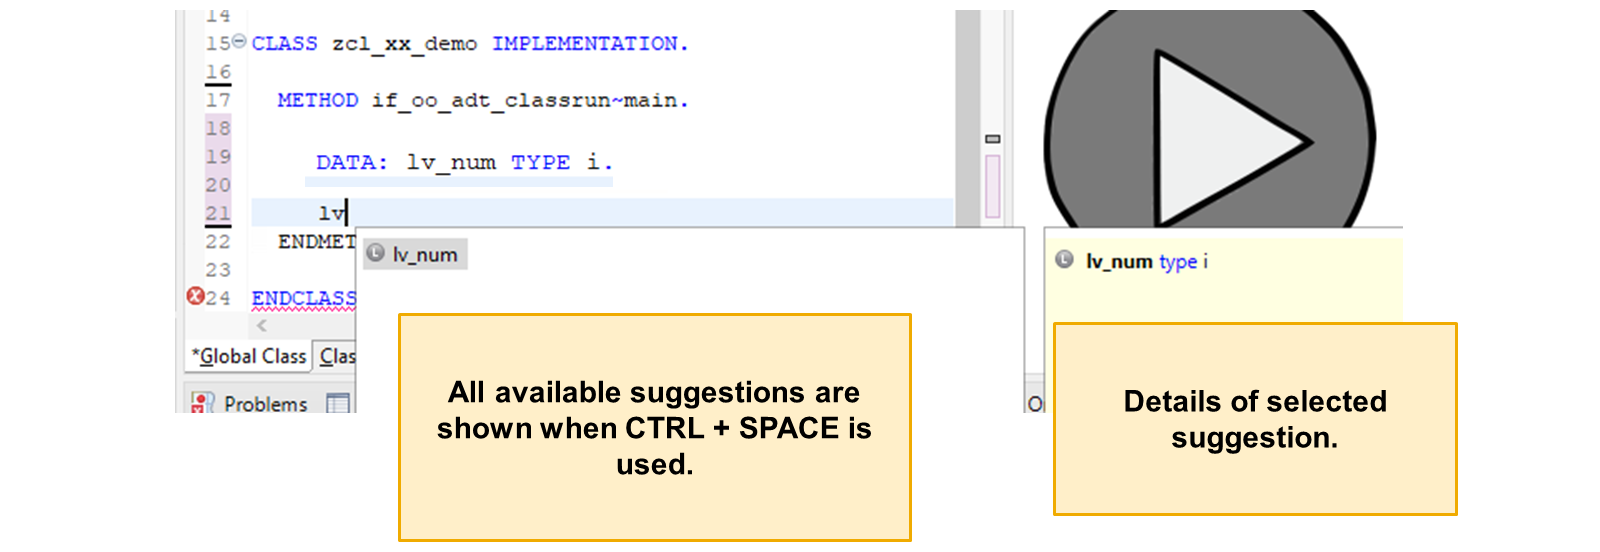 14
15 CLASS zcl_xx_demo IMPLEMENTATION.
16
17 METHOD if_oo_adt_classrun~main.
18
19 DATA: lv_num TYPE i.
20
21 lv
22 ENDMET
23
24 ENDCLASS
L lv_num
L lv_num type i
*Global Class Clas
Problems
All available suggestions are
shown when CTRL + SPACE is
used.
Details of selected
suggestion.